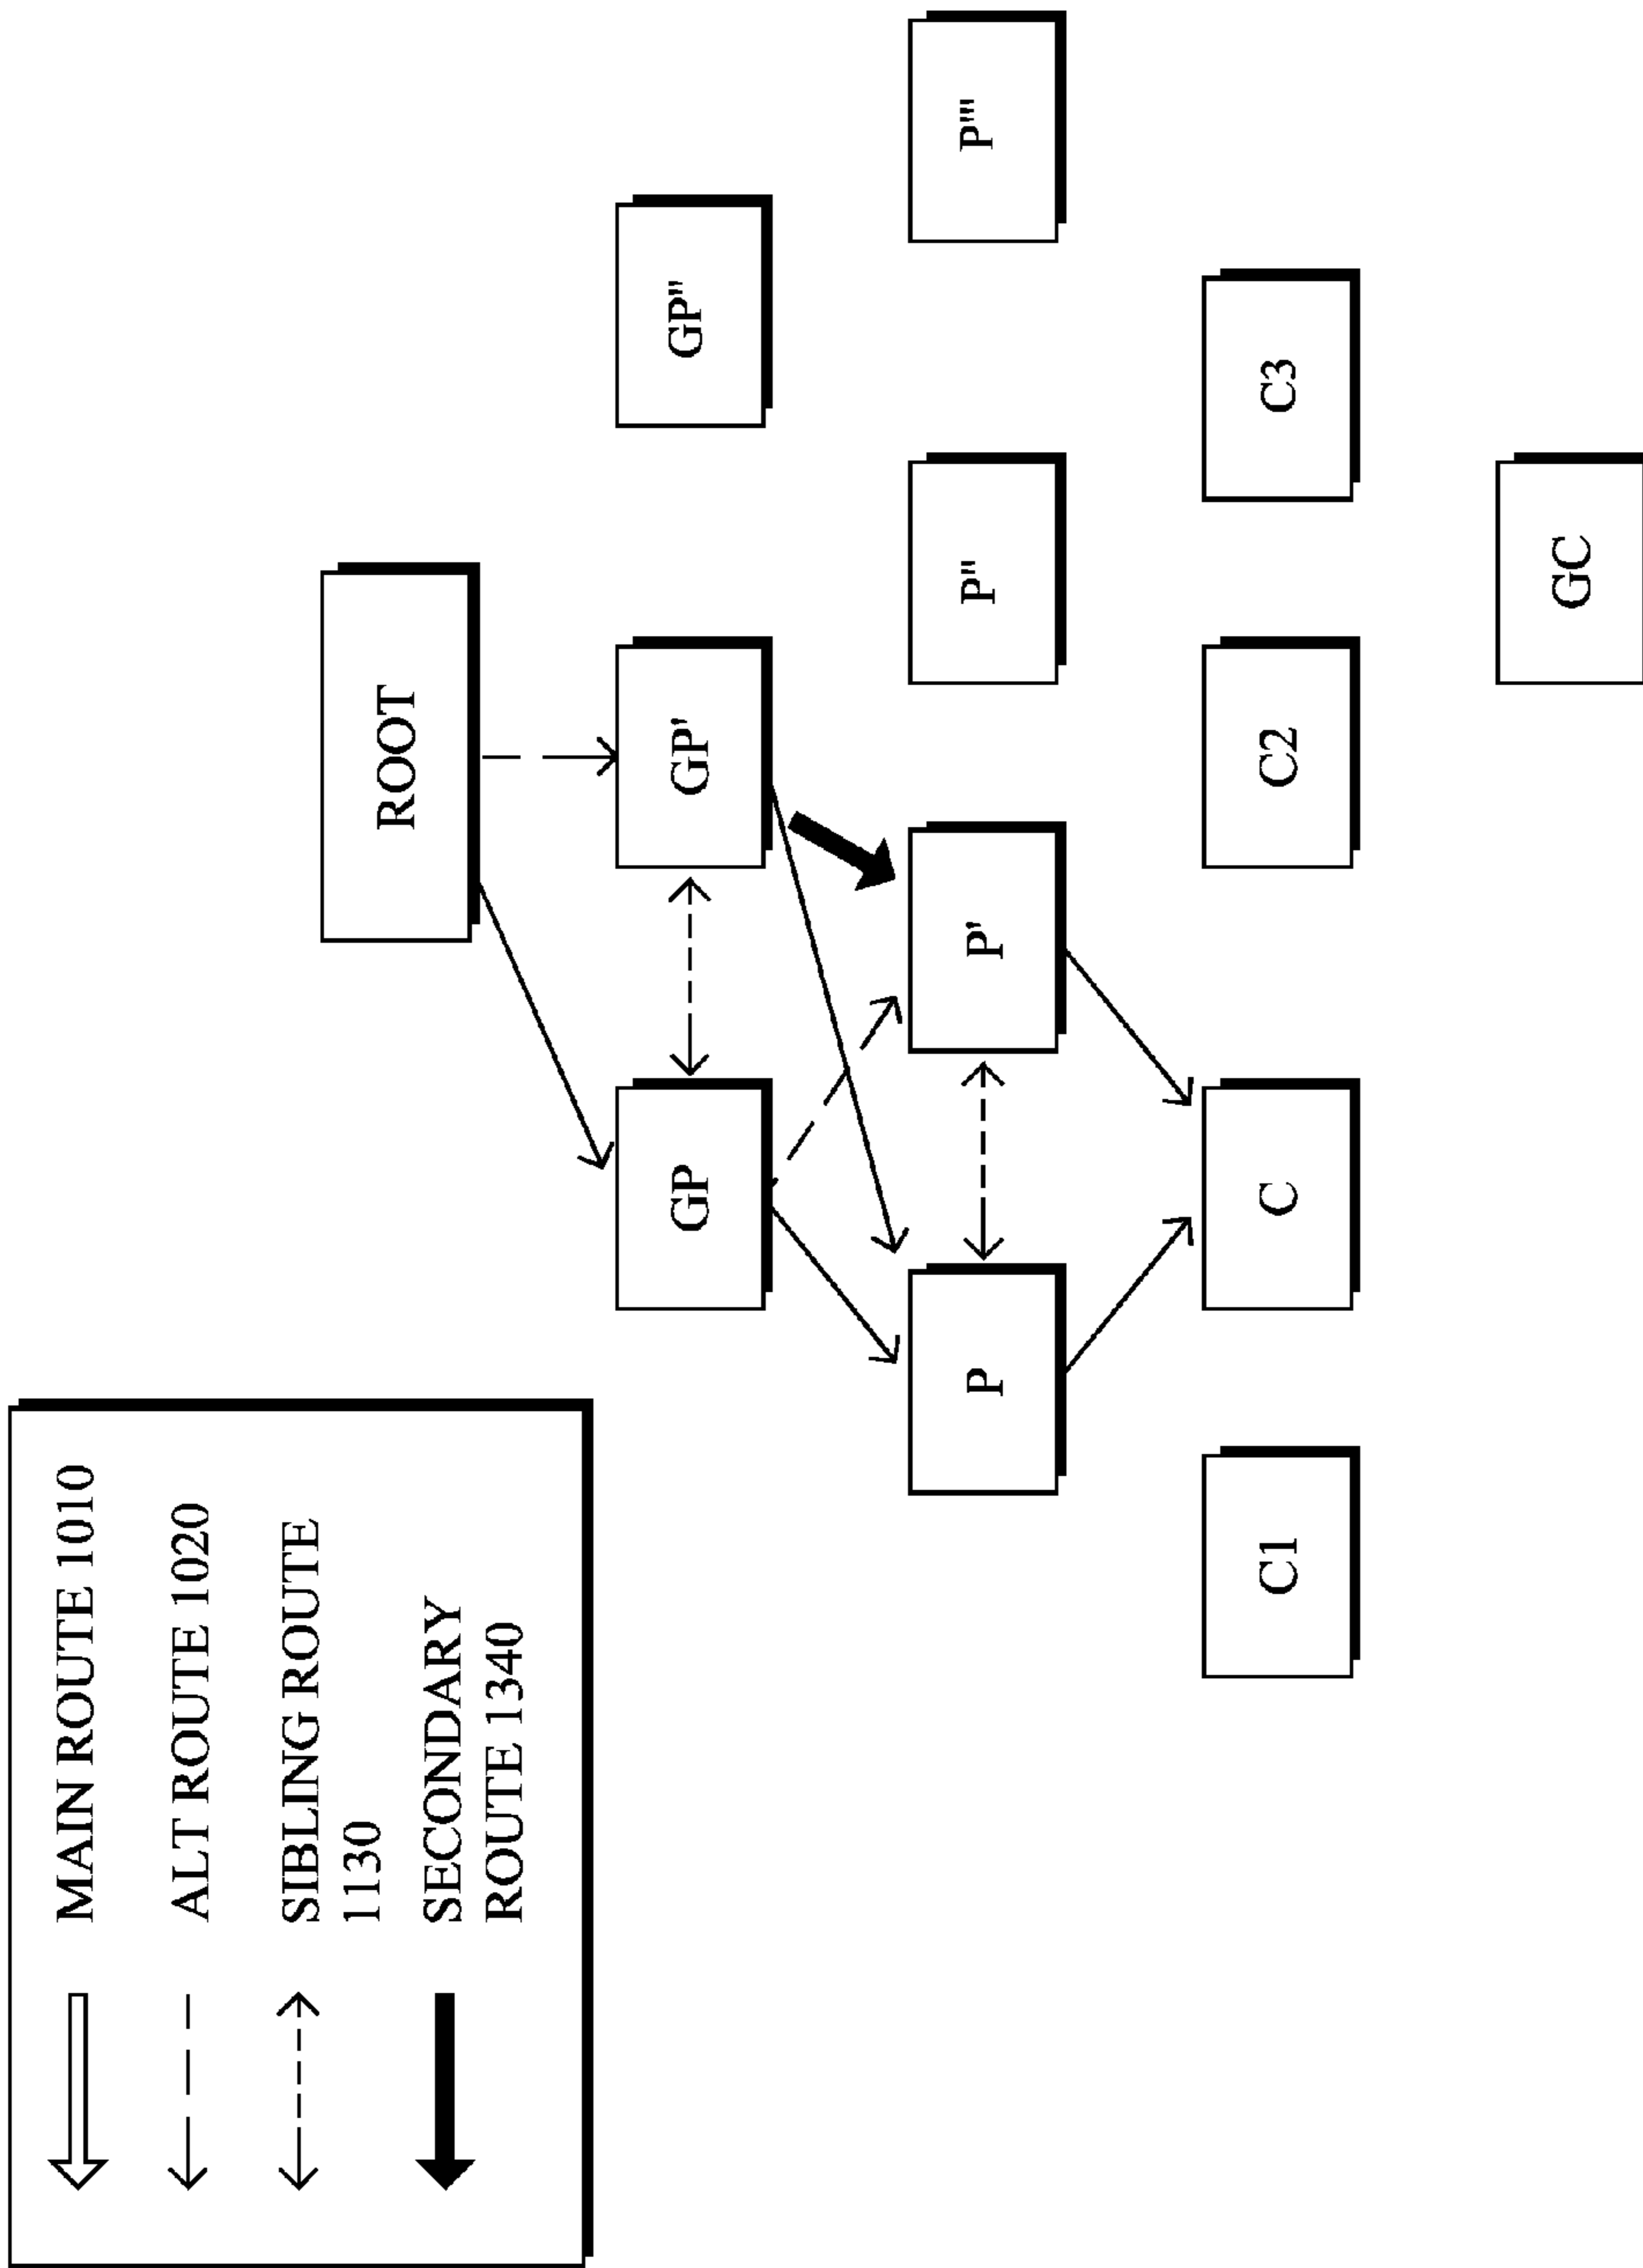 MAIN ROUTE 1010
ALT ROUTE 1020
SIBLING ROUTE
1130
SECONDARY
ROUTE 1340
ROOT
GP
GP'
GP"
P
P'
P"
P'"
C1
C
C2
C3
GC